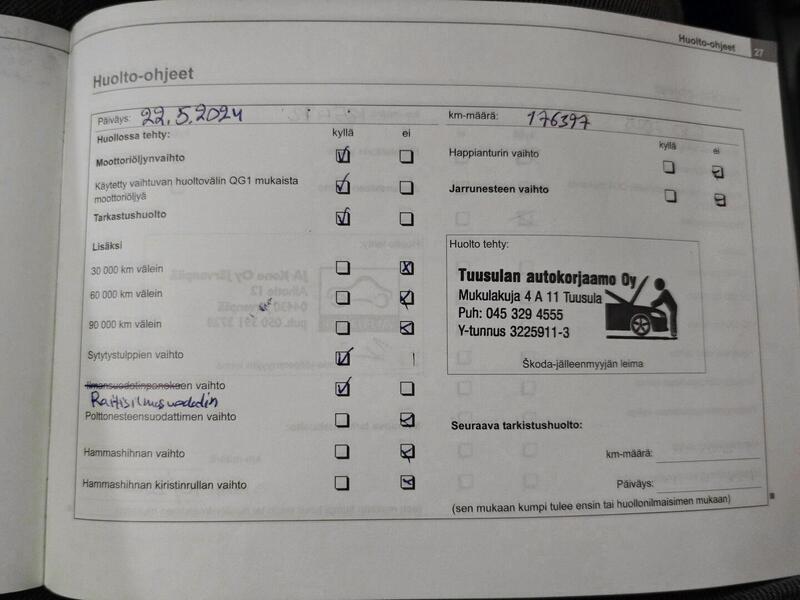 Huolto-ohjeet 27
Huolto-ohjeet
Päiväys: 22.5.2024
Huollossa tehty: kyllä ei
Moottoriöljynvaihto
Käytetty vaihtuvan huoltovälin QG1 mukaista
moottoriöljyä
Tarkastushuolto
Lisäksi
30 000 km välein
60 000 km välein
90 000 km välein
Sytytystulppien vaihto
Ilmansuodatinpanoksen vaihto
Raitisilmasuodadin
Polttonesteensuodattimen vaihto
Hammashihnan vaihto
Hammashihnan kiristinrullan vaihto
km-määrä: 176397
kyllä ei
Happianturin vaihto
Jarrunesteen vaihto
Huolto tehty:
Tuusulan autokorjaamo Oy
Mukulakuja 4 A 11 Tuusula
Puh: 045 329 4555
Y-tunnus 3225911-3
Škoda-jälleenmyyjän leima
Seuraava tarkistushuolto:
km-määrä:
Päiväys:
(sen mukaan kumpi tulee ensin tai huollonilmaisimen mukaan)